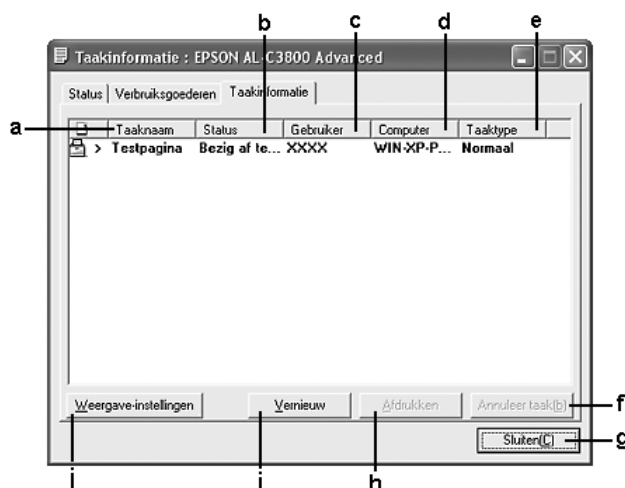 b c d e
Taakinformatie : EPSON AL-C3800 Advanced
Status Verbruiksgoederen Taakinformatie
a Taaknaam Status Gebruiker Computer Taaktype
> Testpagina Bezig af te... XXXX WIN-XP-P... Normaal
Weergave-instellingen Vernieuw Afdrukken Annuleer taak(b) f
Sluiten(C) g
j i h